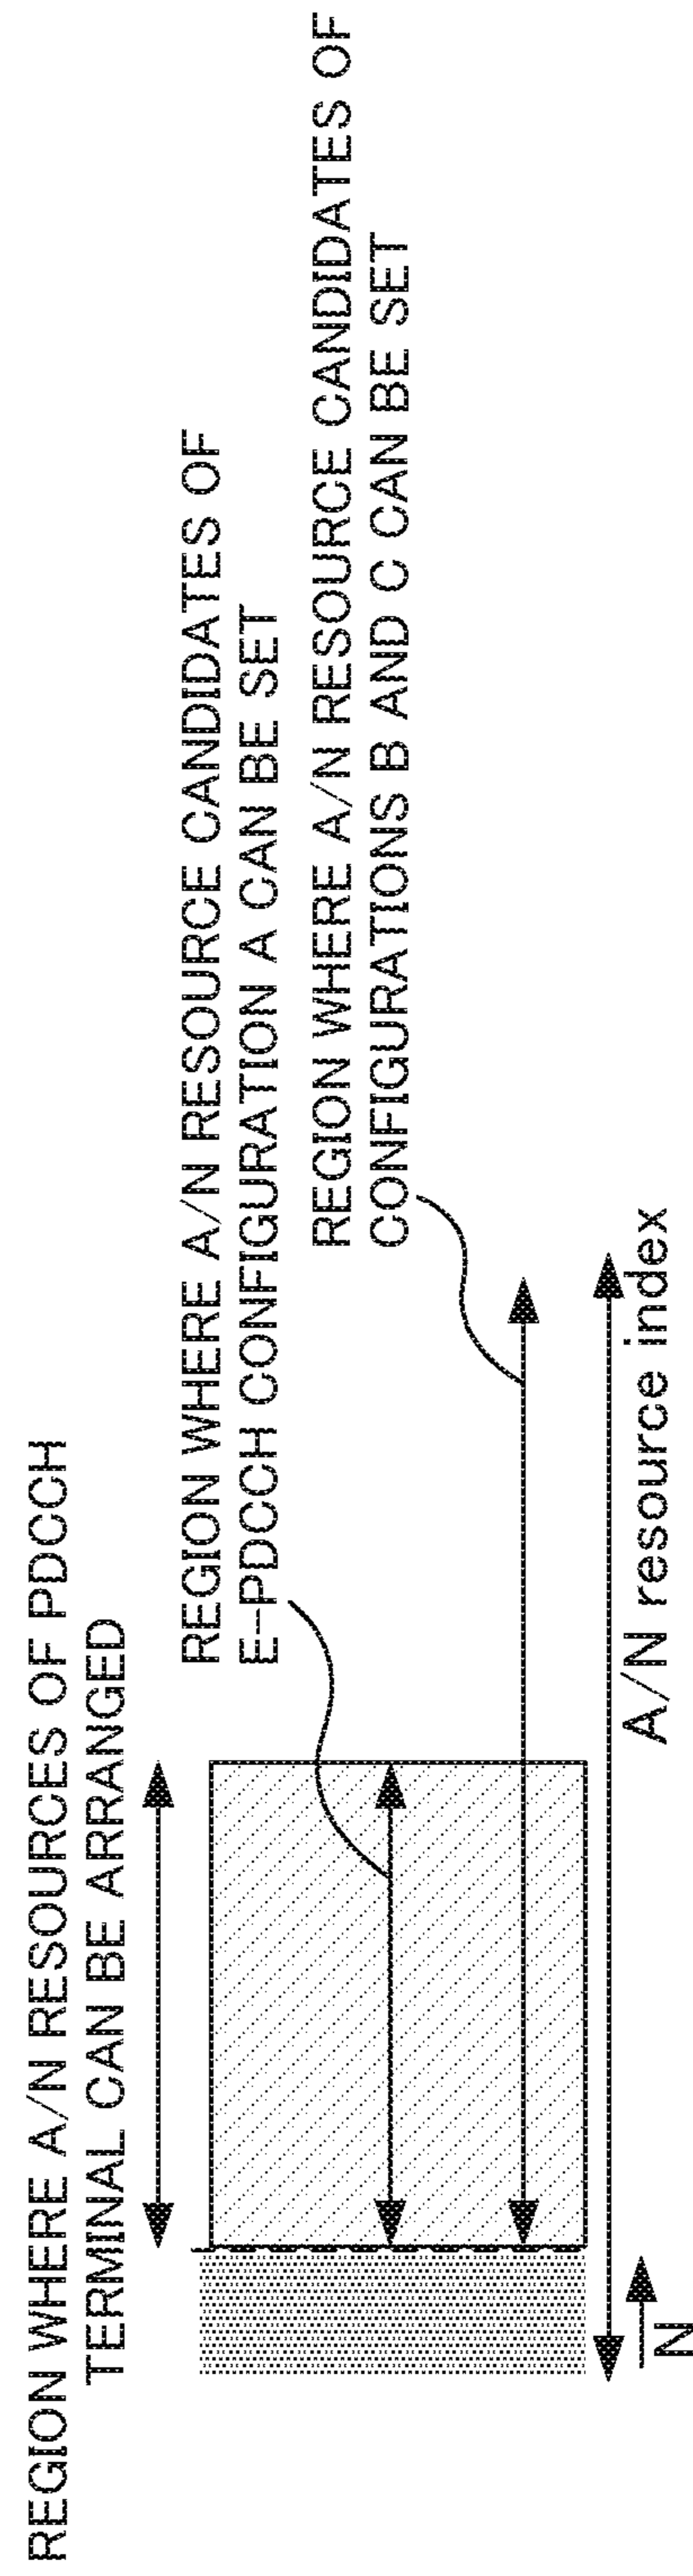 REGION WHERE A/N RESOURCES OF PDCCH
TERMINAL CAN BE ARRANGED
REGION WHERE A/N RESOURCE CANDIDATES OF
E-PDCCH CONFIGURATION A CAN BE SET
REGION WHERE A/N RESOURCE CANDIDATES OF
CONFIGURATIONS B AND C CAN BE SET
A/N resource index
N